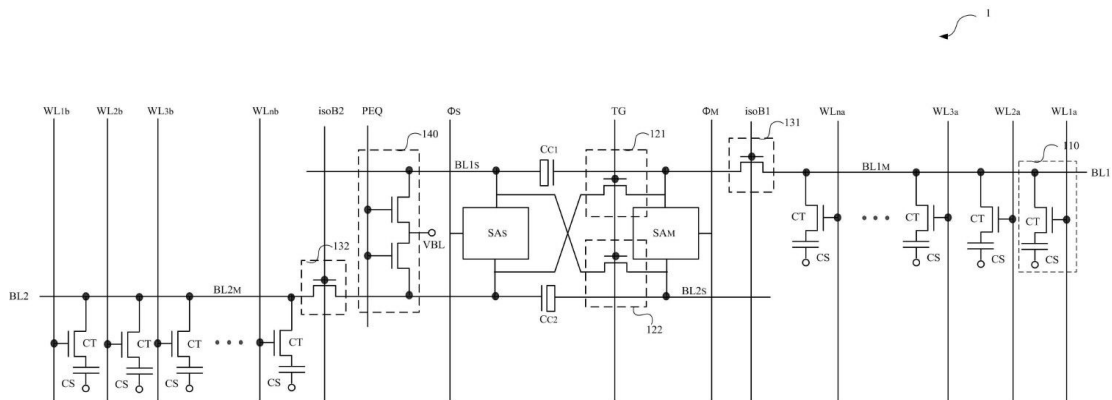 1
WL1b WL2b WL3b WLnb isoB2 PEQ ΦS TG ΦM isoB1 WLna WL3a WL2a WL1a
140 121 131 110
BL1S CC1 BL1M BL1
CT CT CT CT
SAS SAM
VBL
132
CS CS CS CS
BL2 BL2M CC2 BL2S
122
CT CT CT CT
CS CS CS CS